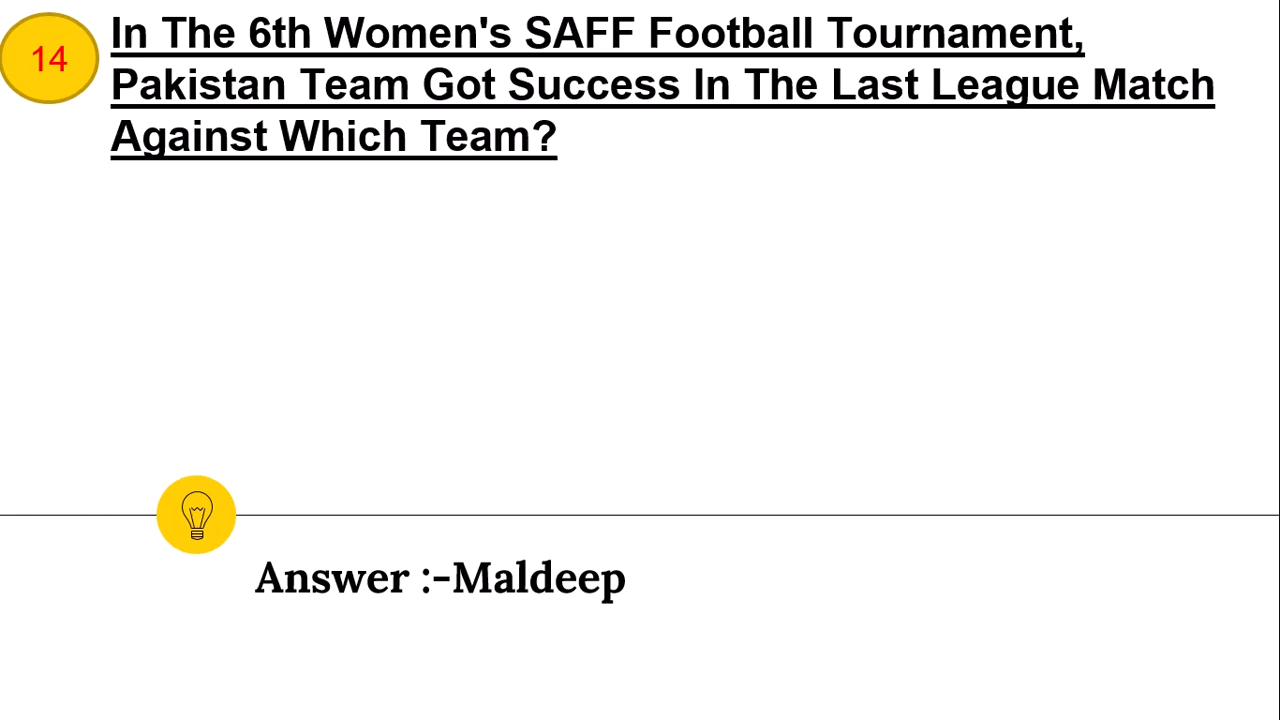 14
In The 6th Women's SAFF Football Tournament,
Pakistan Team Got Success In The Last League Match
Against Which Team?
Answer :-Maldeep